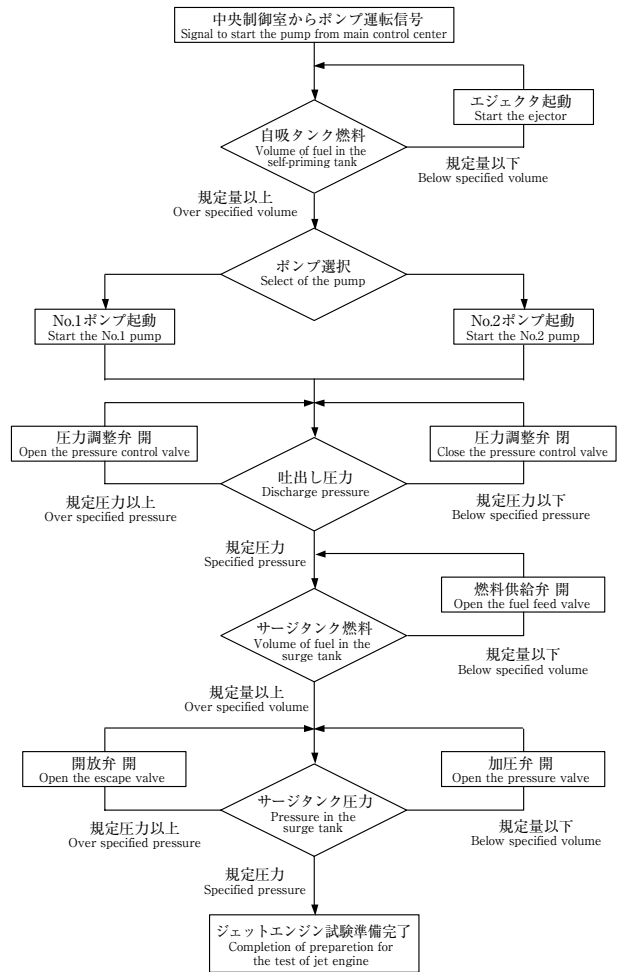 中央制御室からポンプ運転信号
Signal to start the pump from main control center
エジェクタ起動
Start the ejector
自吸タンク燃料
Volume of fuel in the
self-priming tank
規定量以下
Below specified volume
規定量以上
Over specified volume
ポンプ選択
Select of the pump
No.1ポンプ起動
Start the No.1 pump
No.2ポンプ起動
Start the No.2 pump
圧力調整弁 開
Open the pressure control valve
圧力調整弁 閉
Close the pressure control valve
吐出し圧力
Discharge pressure
規定圧力以上
Over specified pressure
規定圧力以下
Below specified pressure
規定圧力
Specified pressure
燃料供給弁 開
Open the fuel feed valve
サージタンク燃料
Volume of fuel in the
surge tank
規定量以下
Below specified volume
規定量以上
Over specified volume
開放弁 開
Open the escape valve
加圧弁 開
Open the pressure valve
サージタンク圧力
Pressure in the
surge tank
規定圧力以上
Over specified pressure
規定量以下
Below specified volume
規定圧力
Specified pressure
ジェットエンジン試験準備完了
Completion of preparetion for
the test of jet engine